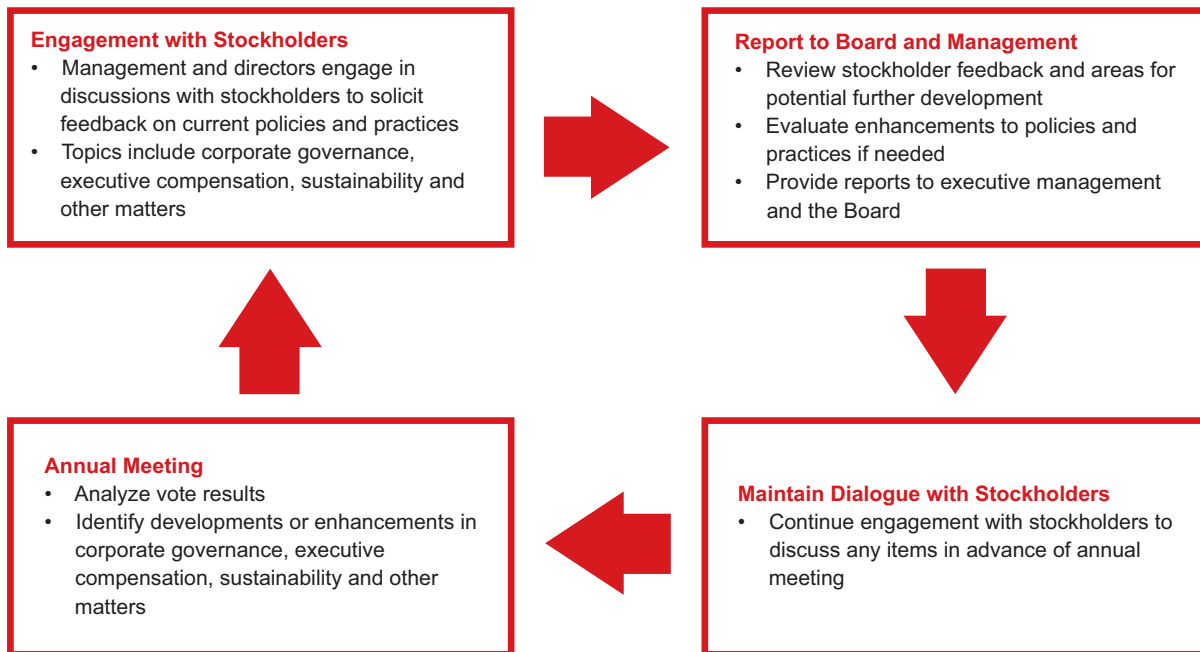 Engagement with Stockholders
• Management and directors engage in
discussions with stockholders to solicit
feedback on current policies and practices
• Topics include corporate governance,
executive compensation, sustainability and
other matters
Report to Board and Management
• Review stockholder feedback and areas for
potential further development
• Evaluate enhancements to policies and
practices if needed
• Provide reports to executive management
and the Board
Annual Meeting
• Analyze vote results
• Identify developments or enhancements in
corporate governance, executive
compensation, sustainability and other
matters
Maintain Dialogue with Stockholders
• Continue engagement with stockholders to
discuss any items in advance of annual
meeting